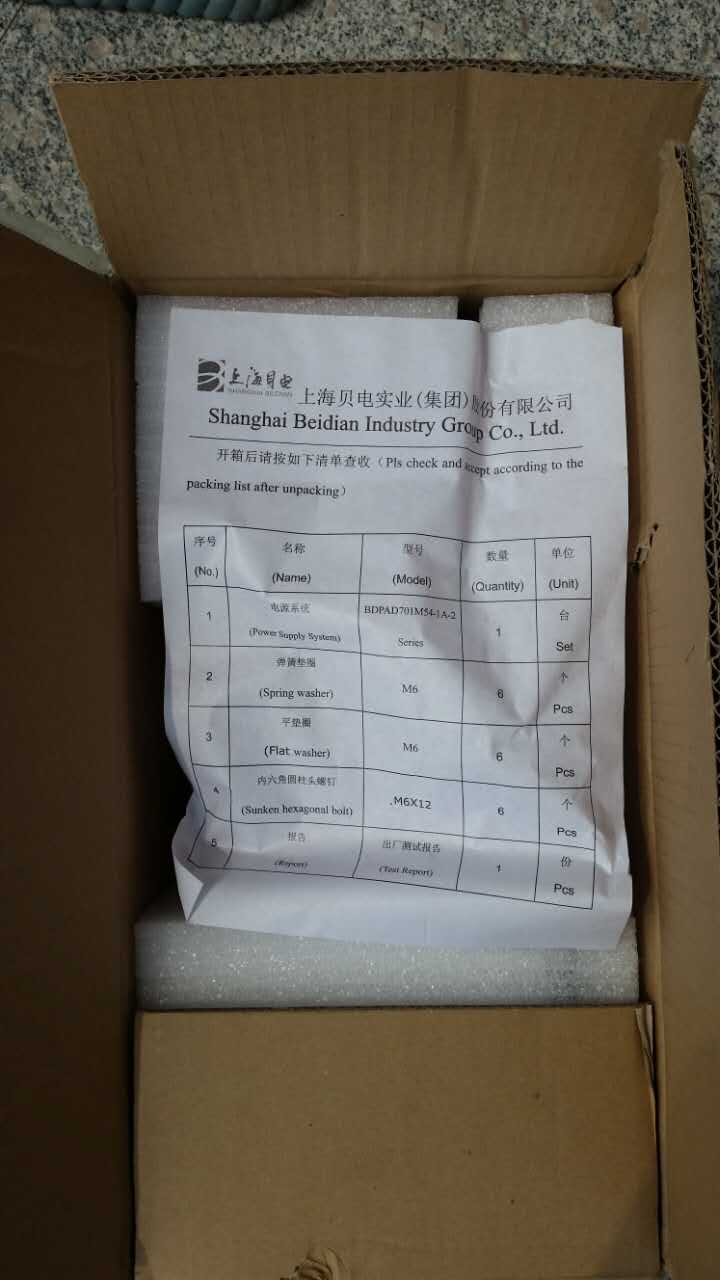 上海贝电
SHANGHAI BEIDIAN
上海贝电实业(集团)股份有限公司
Shanghai Beidian Industry Group Co., Ltd.
开箱后请按如下清单查收（Pls check and accept according to the
packing list after unpacking）
序号 名称 型号 数量 单位
(No.) (Name) (Model) (Quantity) (Unit)
1 电源系统 (Power Supply System) BDPAD701M54-1A-2 Series 1 台 Set
2 弹簧垫圈 (Spring washer) M6 6 个 Pcs
3 平垫圈 (Flat washer) M6 6 个 Pcs
4 内六角圆柱头螺钉 (Sunken hexagonal bolt) .M6X12 6 个 Pcs
5 报告 (Report) 出厂测试报告 (Test Report) 1 份 Pcs